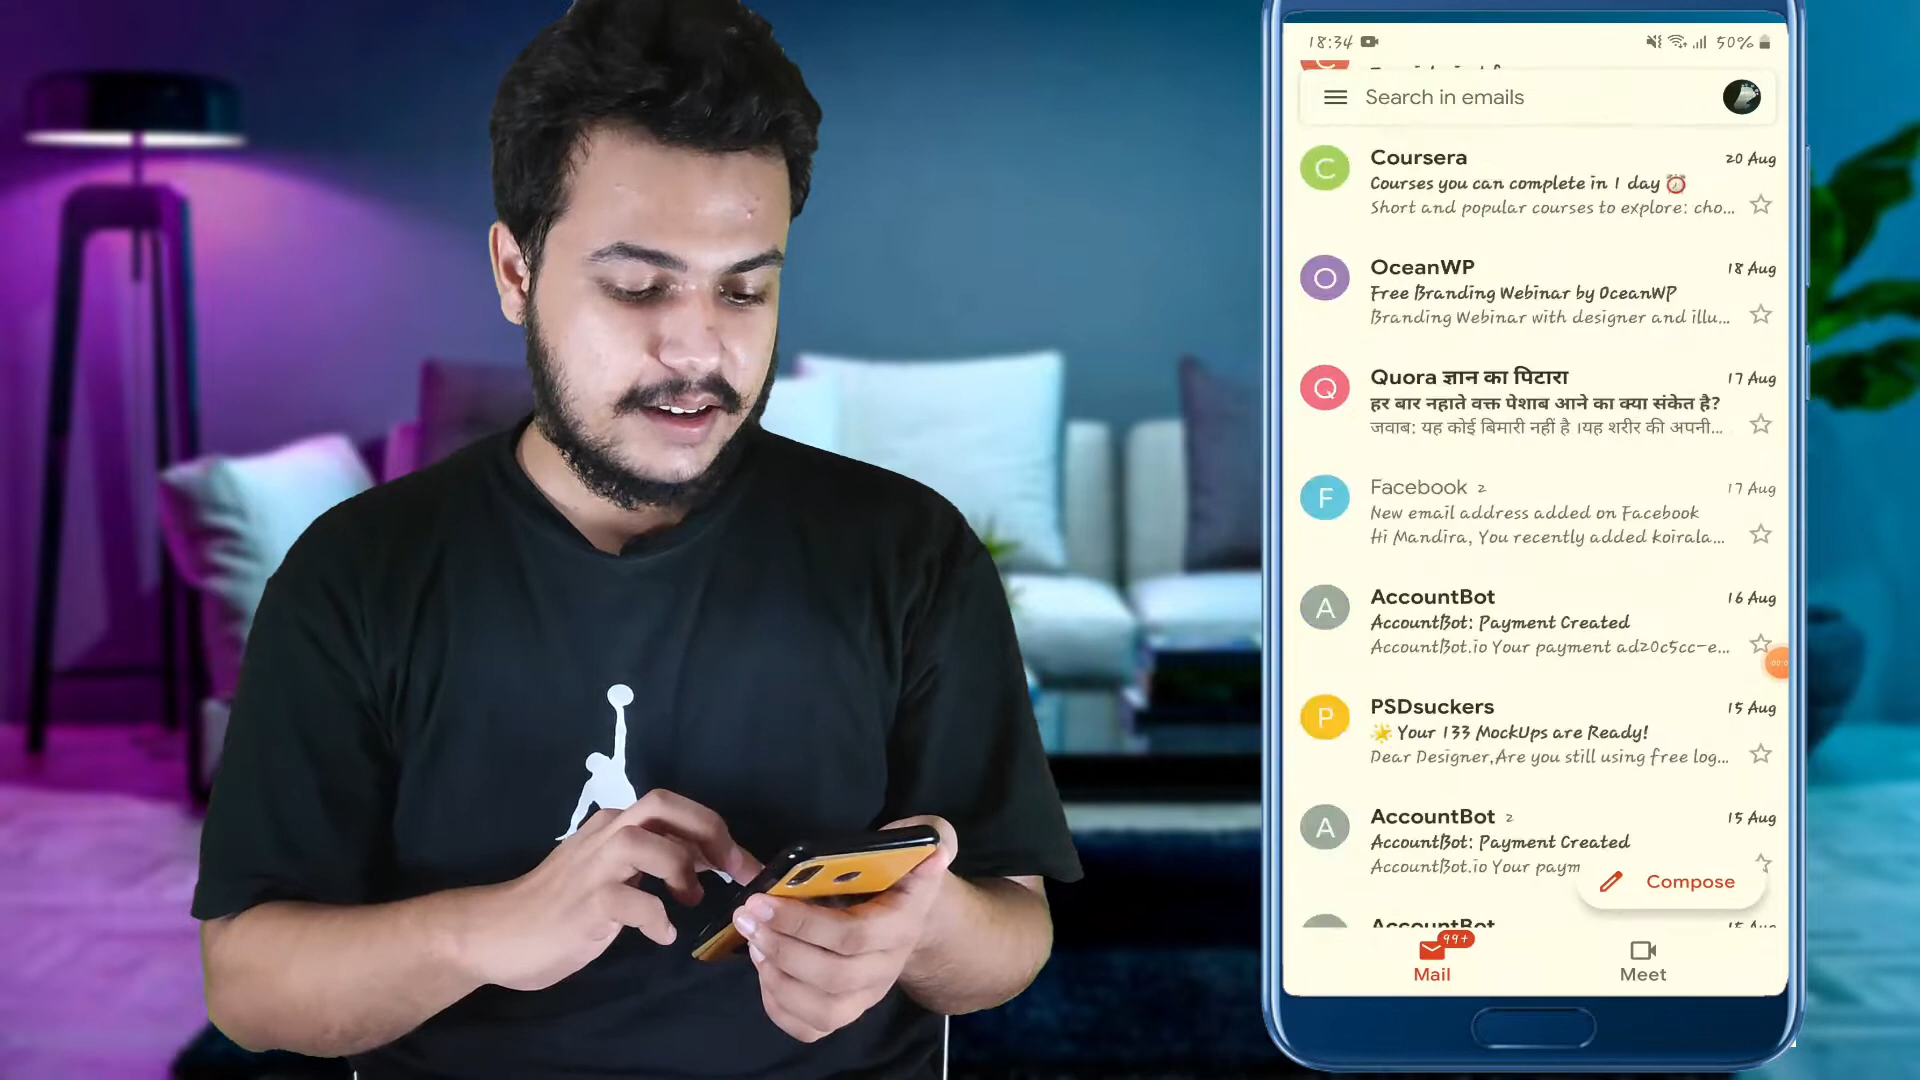 18:34 50%
Search in emails
C Coursera 20 Aug
Courses you can complete in 1 day ⏰
Short and popular courses to explore: cho...
O OceanWP 18 Aug
Free Branding Webinar by OceanWP
Branding Webinar with designer and illu...
Q Quora ज्ञान का पिटारा 17 Aug
हर बार नहाते वक्त पेशाब आने का क्या संकेत है?
जवाब: यह कोई बिमारी नहीं है ।यह शरीर की अपनी...
F Facebook 2 17 Aug
New email address added on Facebook
Hi Mandira, You recently added koirala...
A AccountBot 16 Aug
AccountBot: Payment Created
AccountBot.io Your payment ad20c5cc-e...
P PSDsuckers 15 Aug
🌟 Your 133 MockUps are Ready!
Dear Designer,Are you still using free log...
A AccountBot 2 15 Aug
AccountBot: Payment Created
AccountBot.io Your paym
Compose
AccountBot 15 Aug
99+
Mail Meet